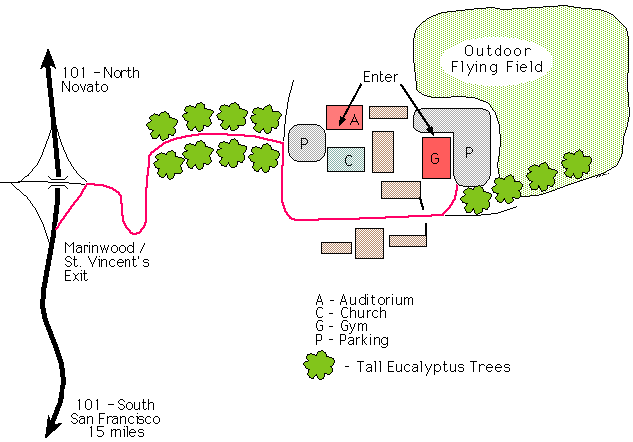 Outdoor
Flying Field
101 - North
Novato
Enter
A
P
C
G
P
Marinwood /
St. Vincent's
Exit
A - Auditorium
C - Church
G - Gym
P - Parking
- Tall Eucalyptus Trees
101 - South
San Francisco
15 miles